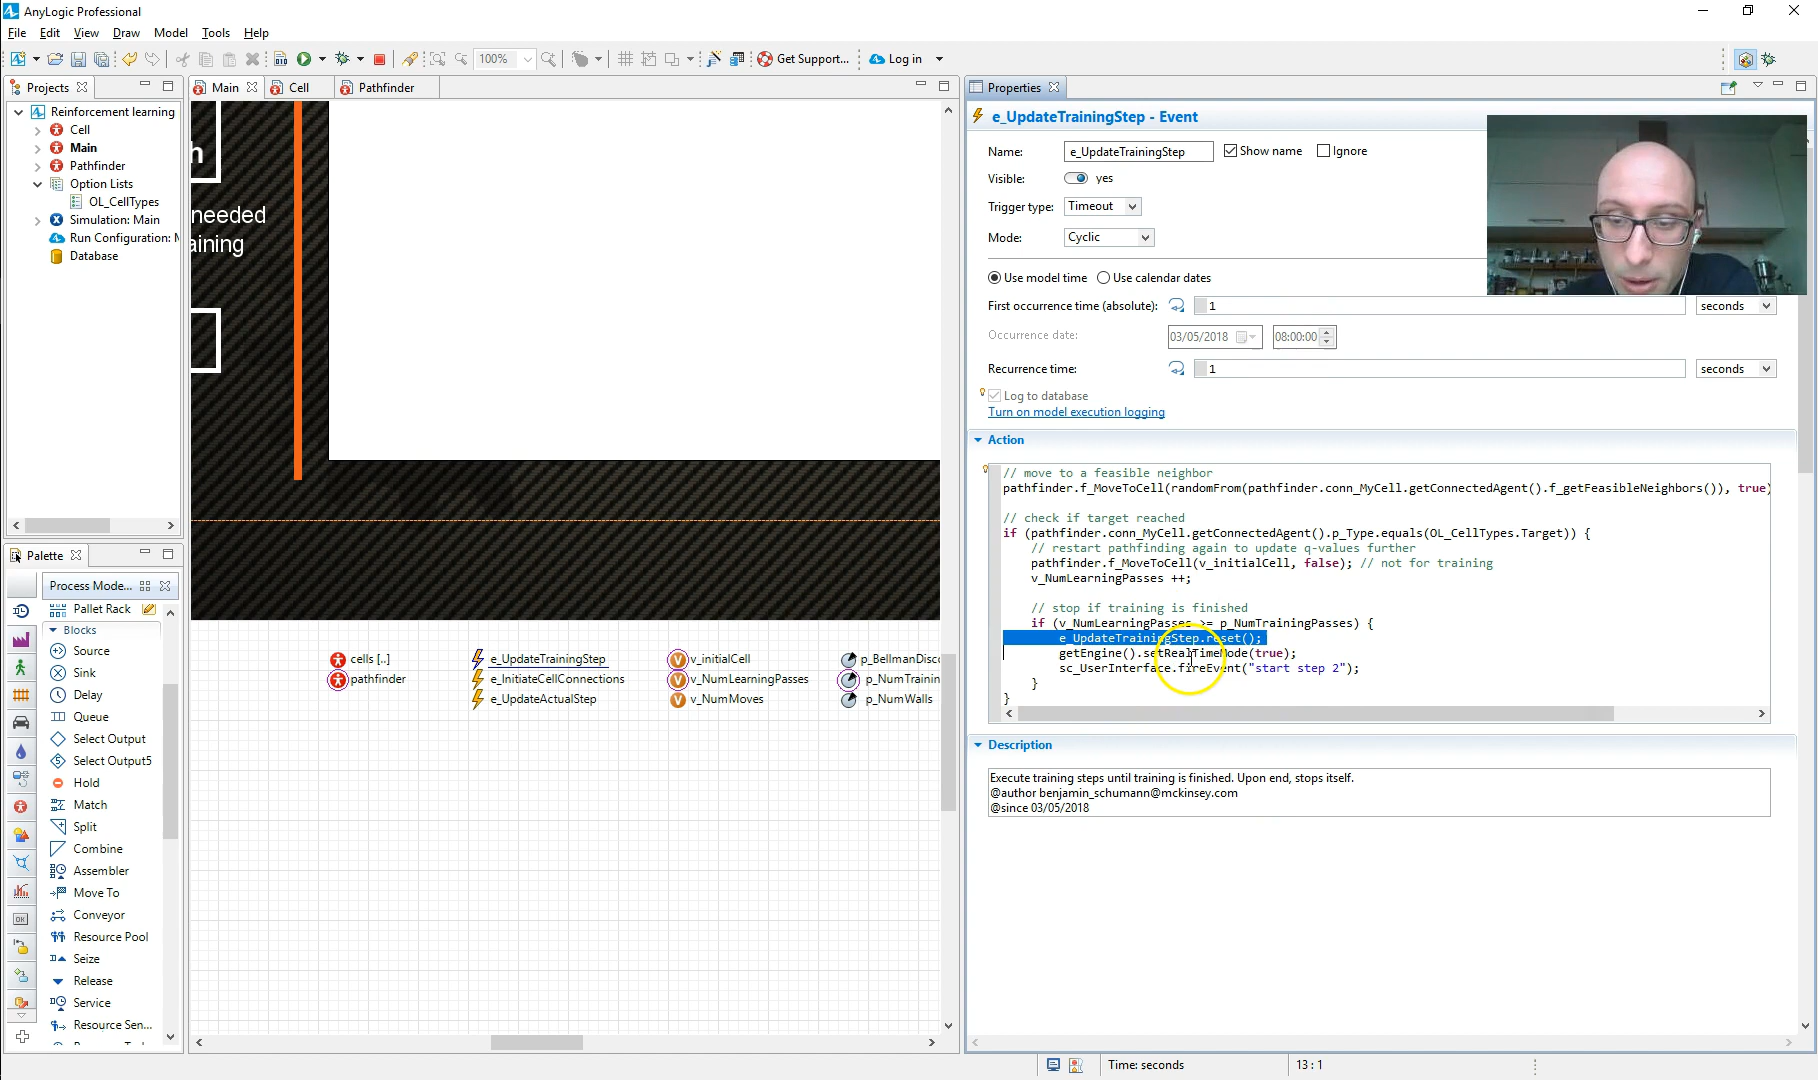 AnyLogic Professional
File Edit View Draw Model Tools Help
100% Get Support... Log in
Projects
Reinforcement learning
Cell
Main
Pathfinder
Option Lists
OL_CellTypes
Simulation: Main
Run Configuration:
Database
Palette
Process Mode...
Pallet Rack
Blocks
Source
Sink
Delay
Queue
Select Output
Select Output5
Hold
Match
Split
Combine
Assembler
Move To
Conveyor
Resource Pool
Seize
Release
Service
Resource Sen...
Main Cell Pathfinder
h
needed
aining
cells [..]
pathfinder
e_UpdateTrainingStep
e_InitiateCellConnections
e_UpdateActualStep
v_initialCell
v_NumLearningPasses
v_NumMoves
p_BellmanDisc
p_NumTrainin
p_NumWalls
Properties
e_UpdateTrainingStep - Event
Name: e_UpdateTrainingStep Show name Ignore
Visible: yes
Trigger type: Timeout
Mode: Cyclic
Use model time Use calendar dates
First occurrence time (absolute): 1 seconds
Occurrence date: 03/05/2018 08:00:00
Recurrence time: 1 seconds
Log to database
Turn on model execution logging
Action
// move to a feasible neighbor
pathfinder.f_MoveToCell(randomFrom(pathfinder.conn_MyCell.getConnectedAgent().f_getFeasibleNeighbors()), true)
// check if target reached
if (pathfinder.conn_MyCell.getConnectedAgent().p_Type.equals(OL_CellTypes.Target)) {
// restart pathfinding again to update q-values further
pathfinder.f_MoveToCell(v_initialCell, false); // not for training
v_NumLearningPasses ++;
// stop if training is finished
if (v_NumLearningPasses >= p_NumTrainingPasses) {
e_UpdateTrainingStep.reset();
getEngine().setRealTimeMode(true);
sc_UserInterface.fireEvent("start step 2");
}
}
Description
Execute training steps until training is finished. Upon end, stops itself.
@author benjamin_schumann@mckinsey.com
@since 03/05/2018
Time: seconds 13 : 1